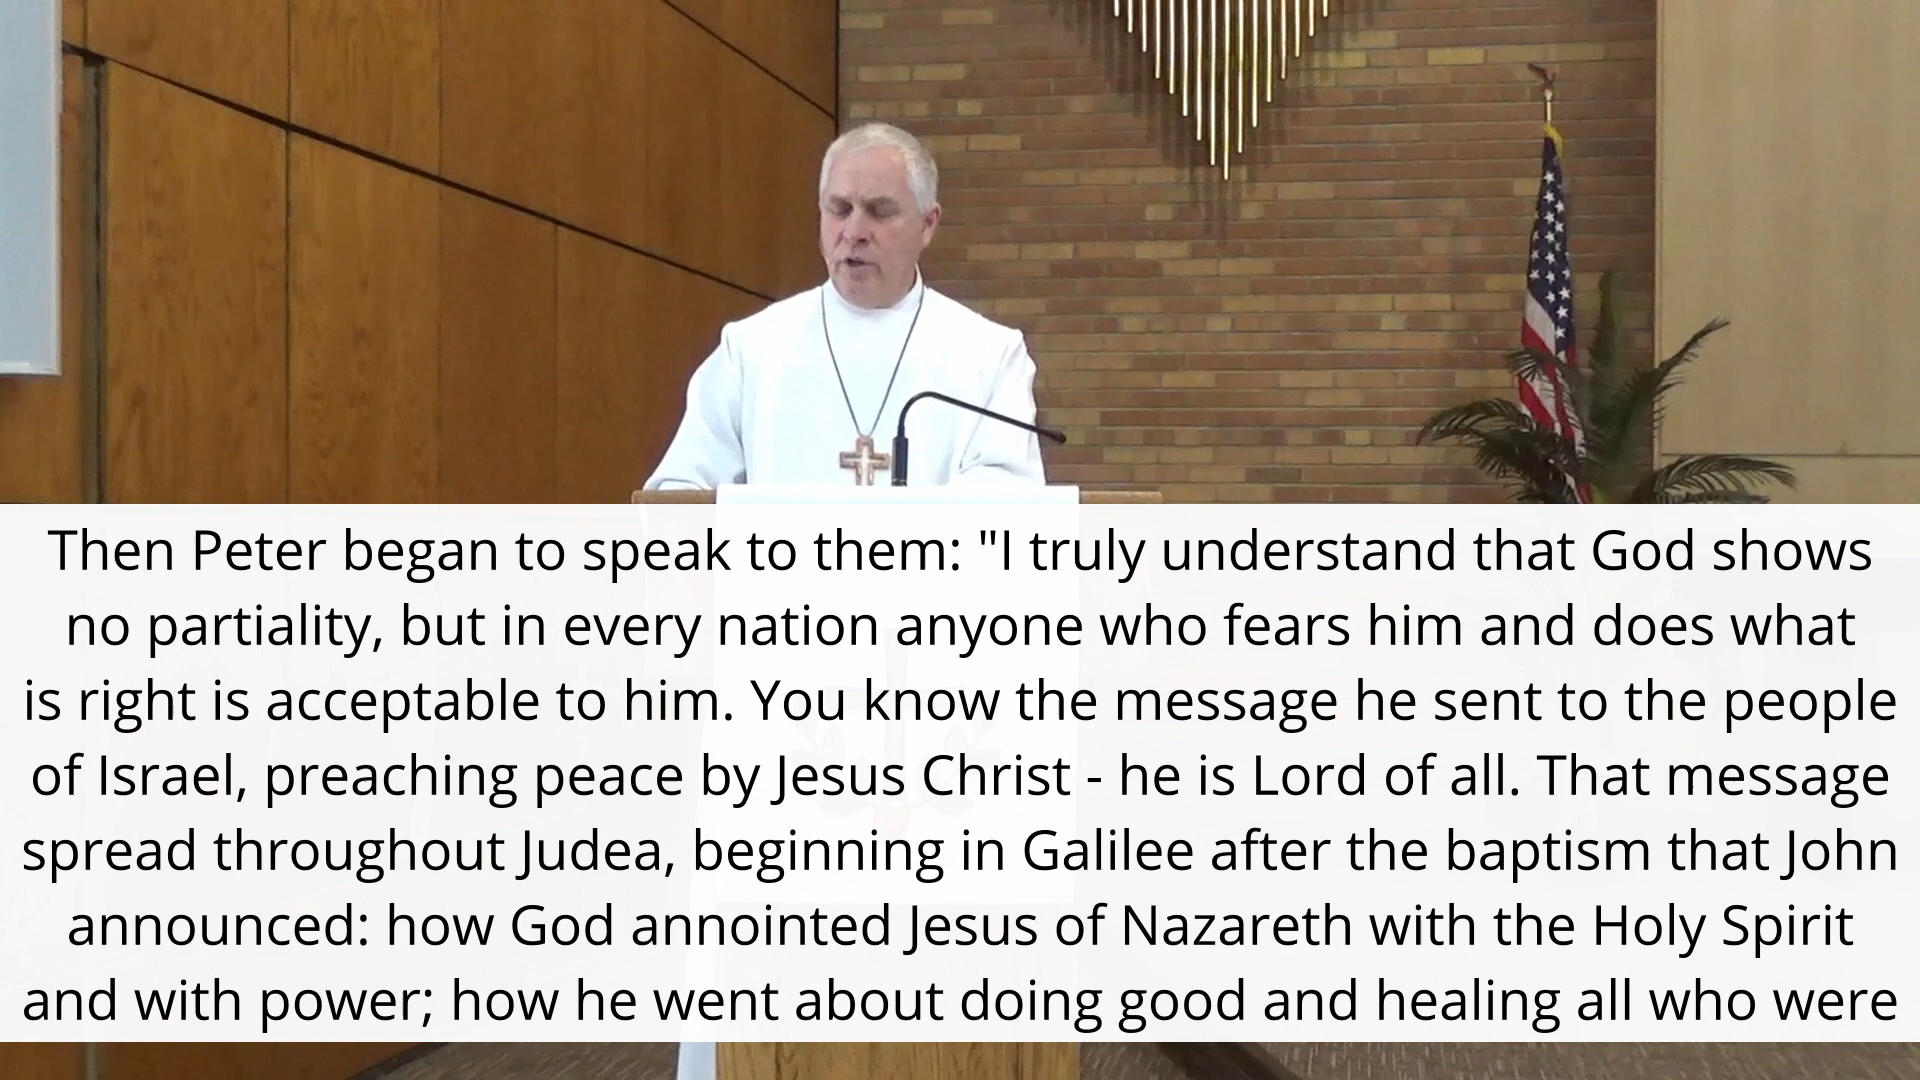 Then Peter began to speak to them: "I truly understand that God shows
no partiality, but in every nation anyone who fears him and does what
is right is acceptable to him. You know the message he sent to the people
of Israel, preaching peace by Jesus Christ - he is Lord of all. That message
spread throughout Judea, beginning in Galilee after the baptism that John
announced: how God annointed Jesus of Nazareth with the Holy Spirit
and with power; how he went about doing good and healing all who were